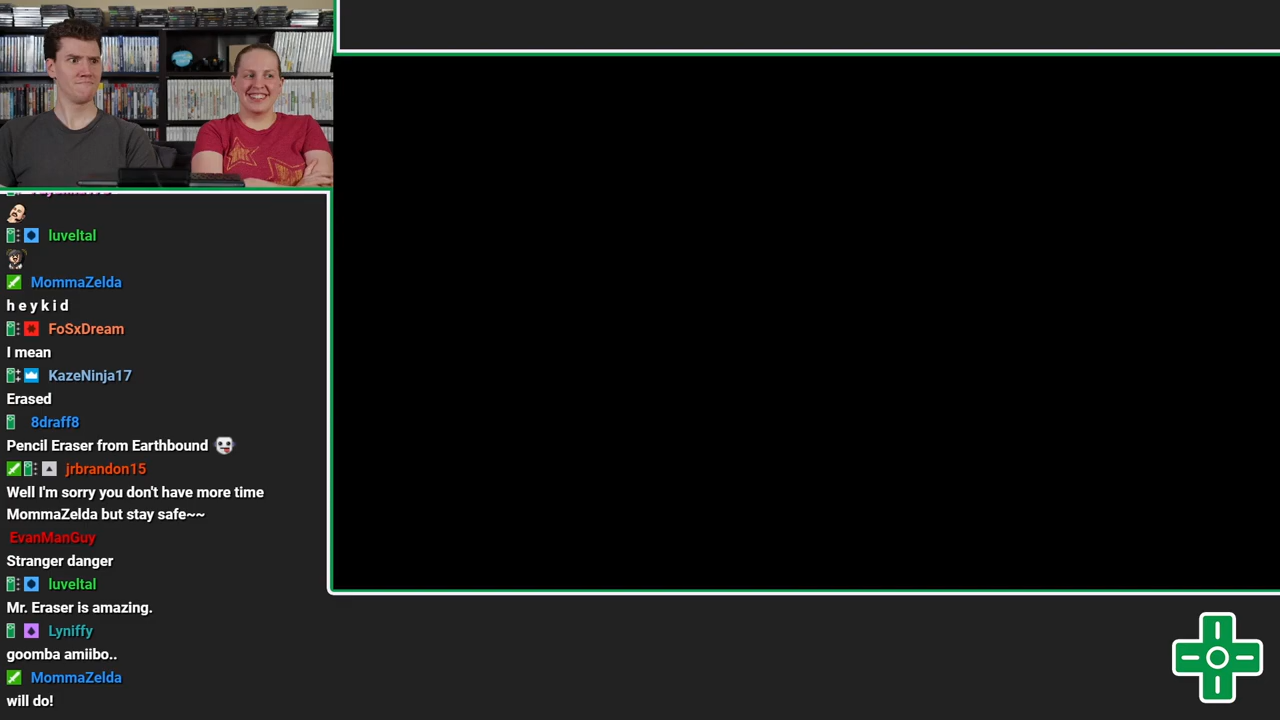 luveltal
MommaZelda
h e y k i d
FoSxDream
I mean
KazeNinja17
Erased
8draff8
Pencil Eraser from Earthbound
jrbrandon15
Well I'm sorry you don't have more time
MommaZelda but stay safe~~
EvanManGuy
Stranger danger
luveltal
Mr. Eraser is amazing.
Lyniffy
goomba amiibo..
MommaZelda
will do!